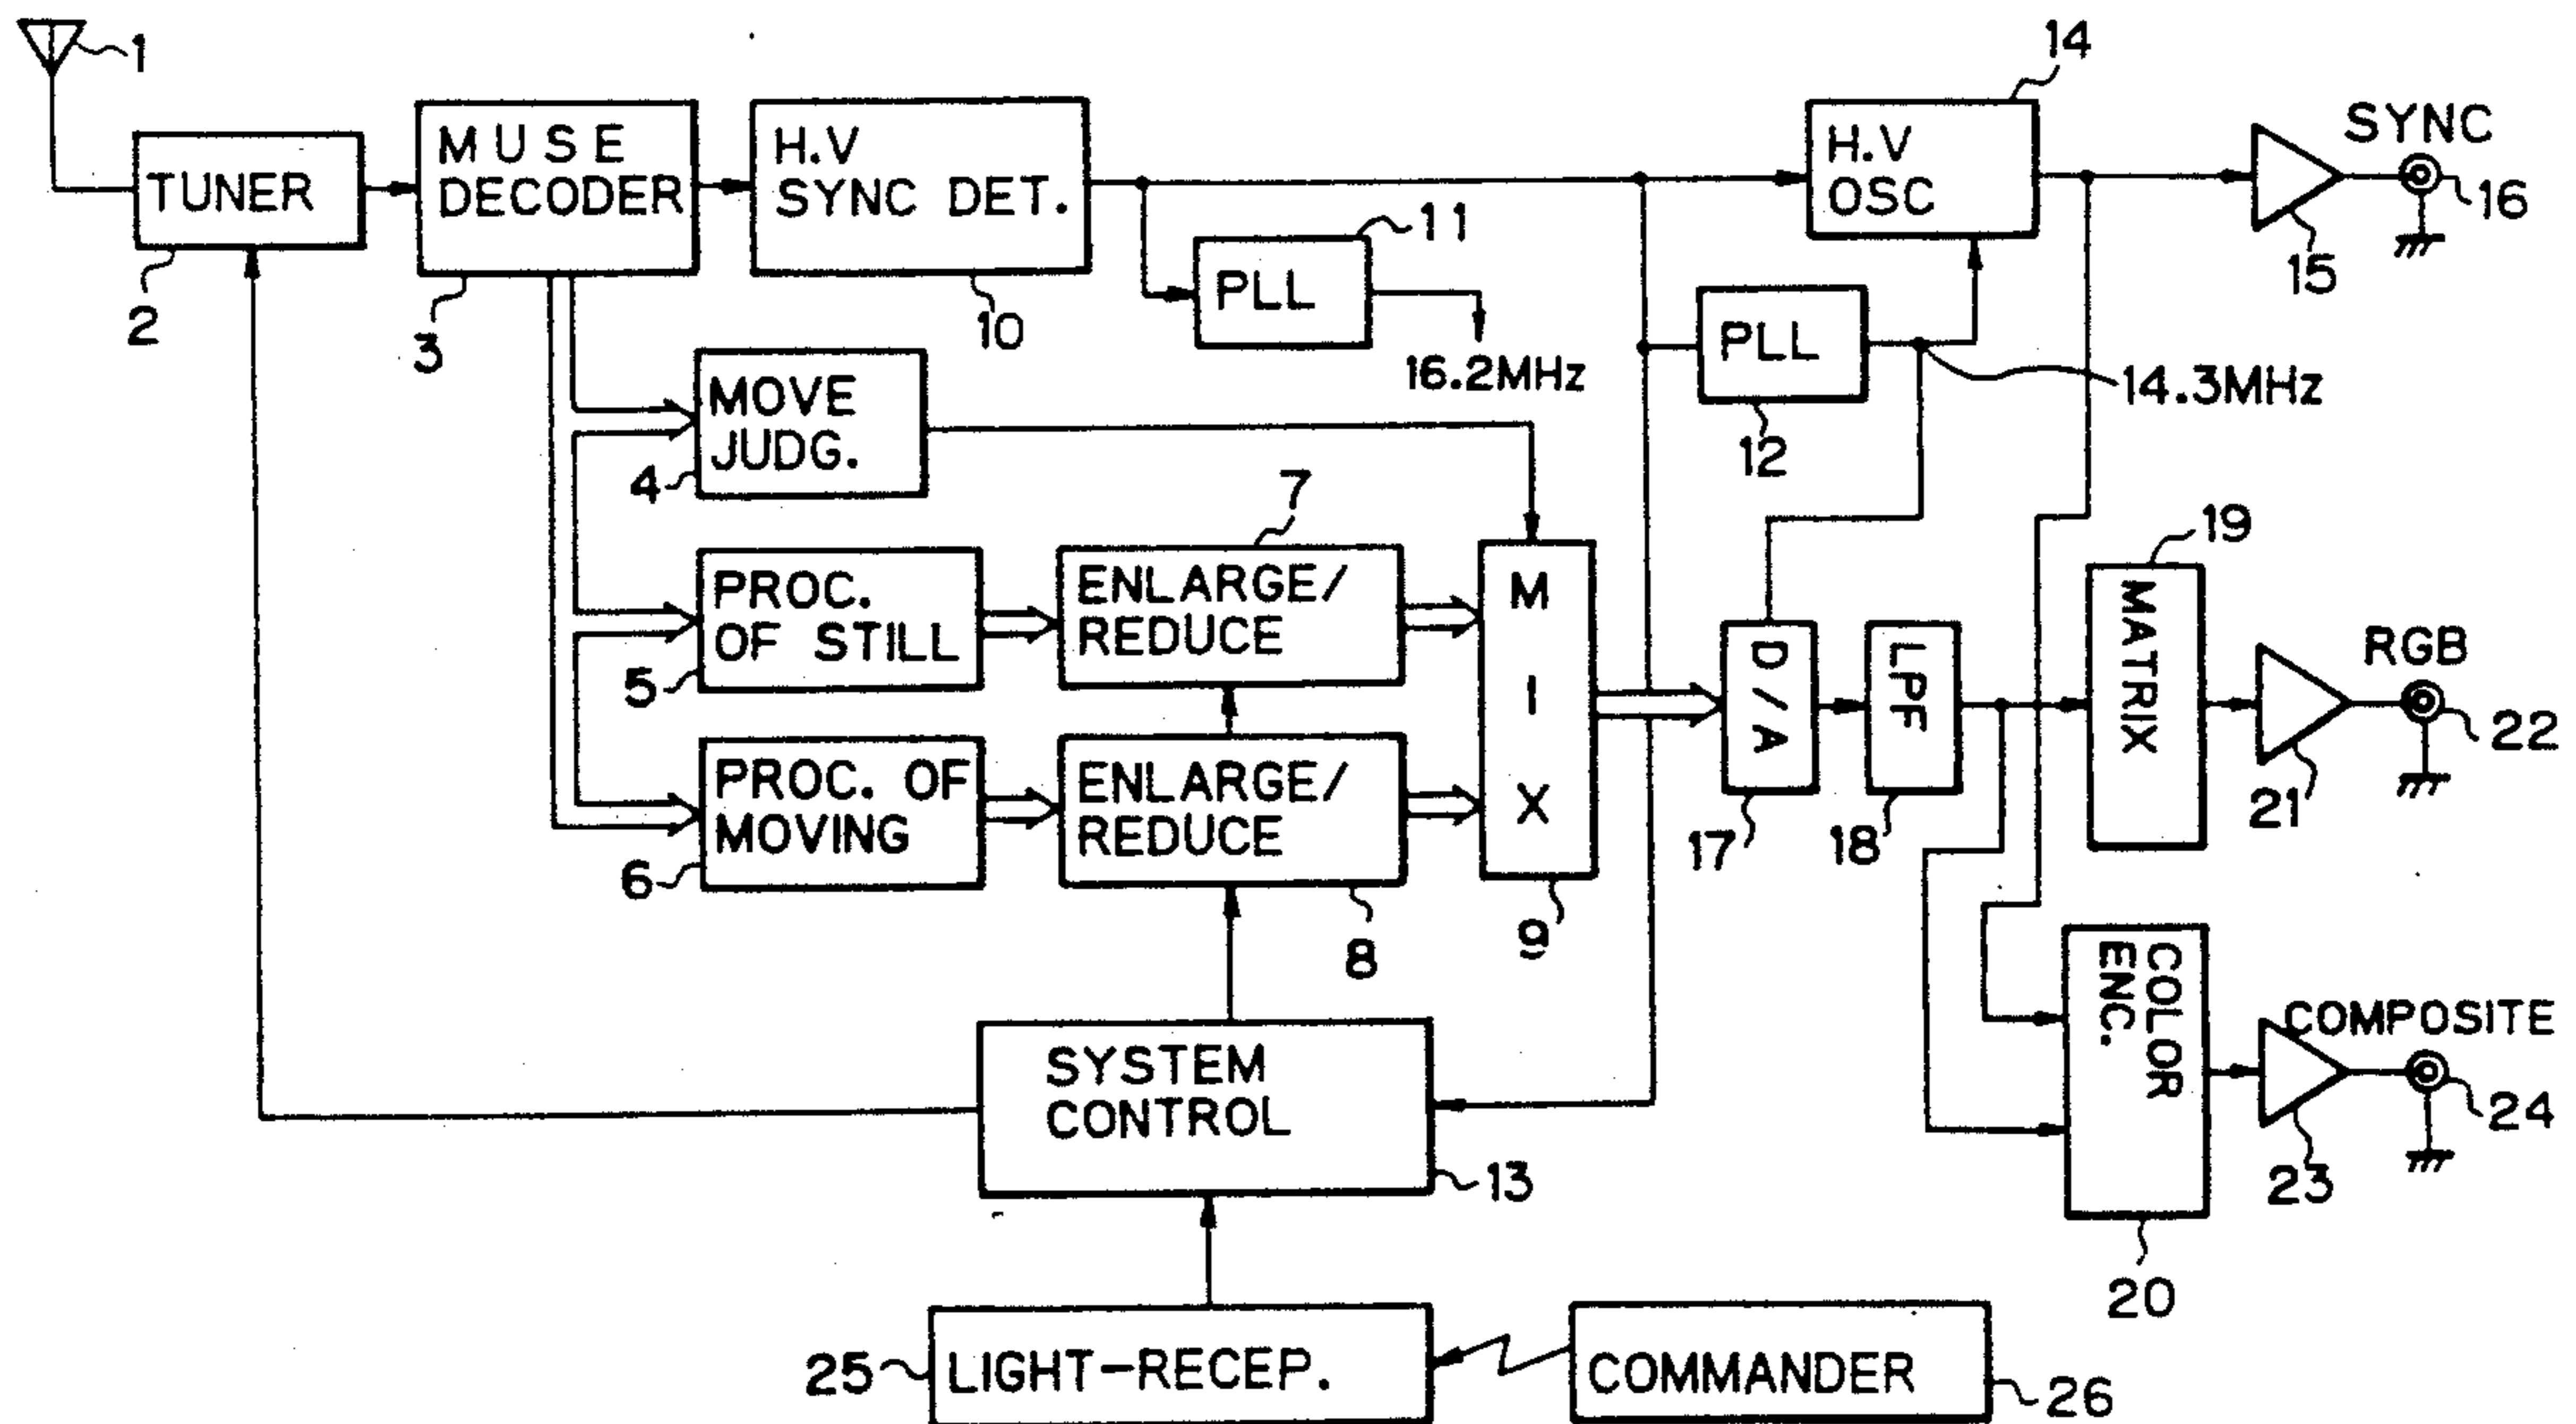 1
TUNER
2
MUSE
DECODER
3
H.V
SYNC DET.
10
PLL
11
16.2MHz
H.V
OSC
14
15
SYNC
16
PLL
12
14.3MHz
MOVE
JUDG.
4
PROC.
OF STILL
5
ENLARGE/
REDUCE
7
PROC. OF
MOVING
6
ENLARGE/
REDUCE
8
MIX
9
D/A
17
LPF
18
MATRIX
19
21
RGB
22
COLOR
ENC.
20
COMPOSITE
23
24
SYSTEM
CONTROL
13
25
LIGHT-RECEP.
COMMANDER
26